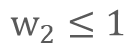 w₂ ≤ 1